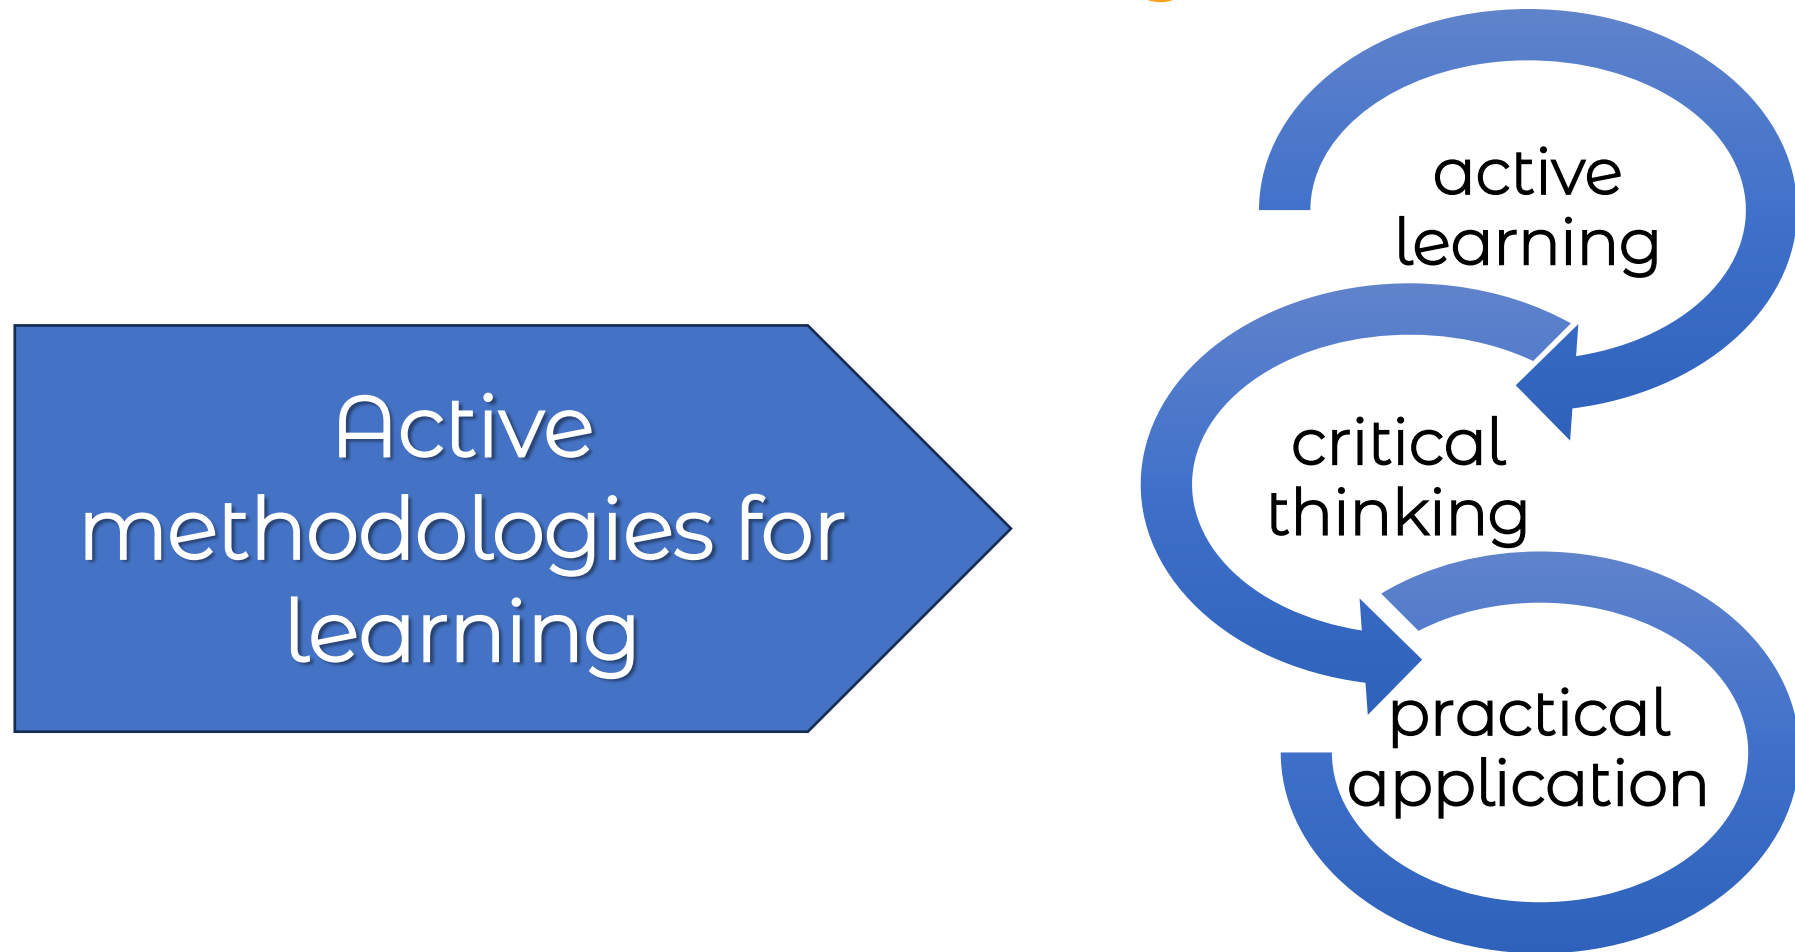 Active
methodologies for
learning
active
learning
critical
thinking
practical
application